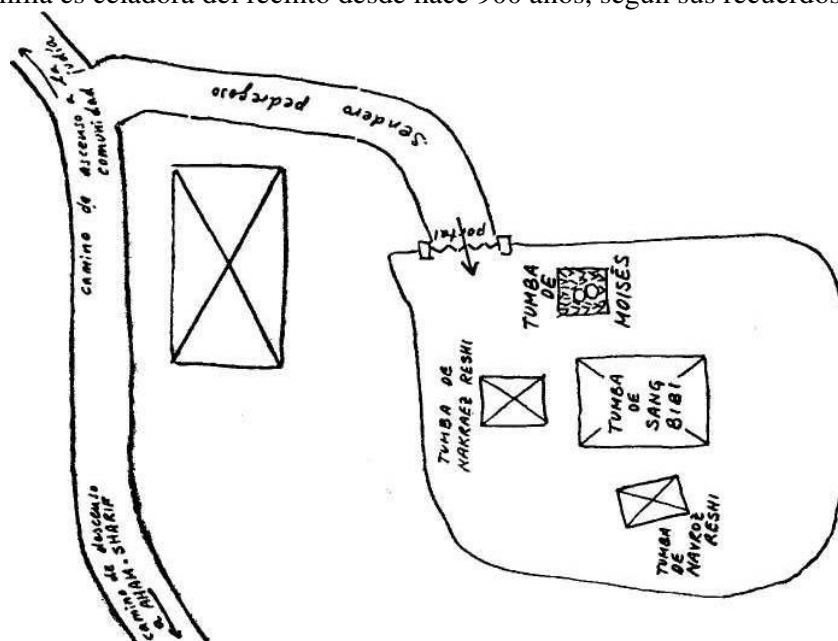 milia es celadora del recinto desde hace 900 años, según sus recuerdos
camino de ascenso a la
comunidad judía
Sendero pedregoso
portal
TUMBA
DE
MOISÉS
TUMBA DE
NAKRAEZ RESHI
TUMBA
DE
SANG
BIBI
TUMBA
DE
NAVROZ
RESHI
camino de descenso
a AHAM-SHARIF